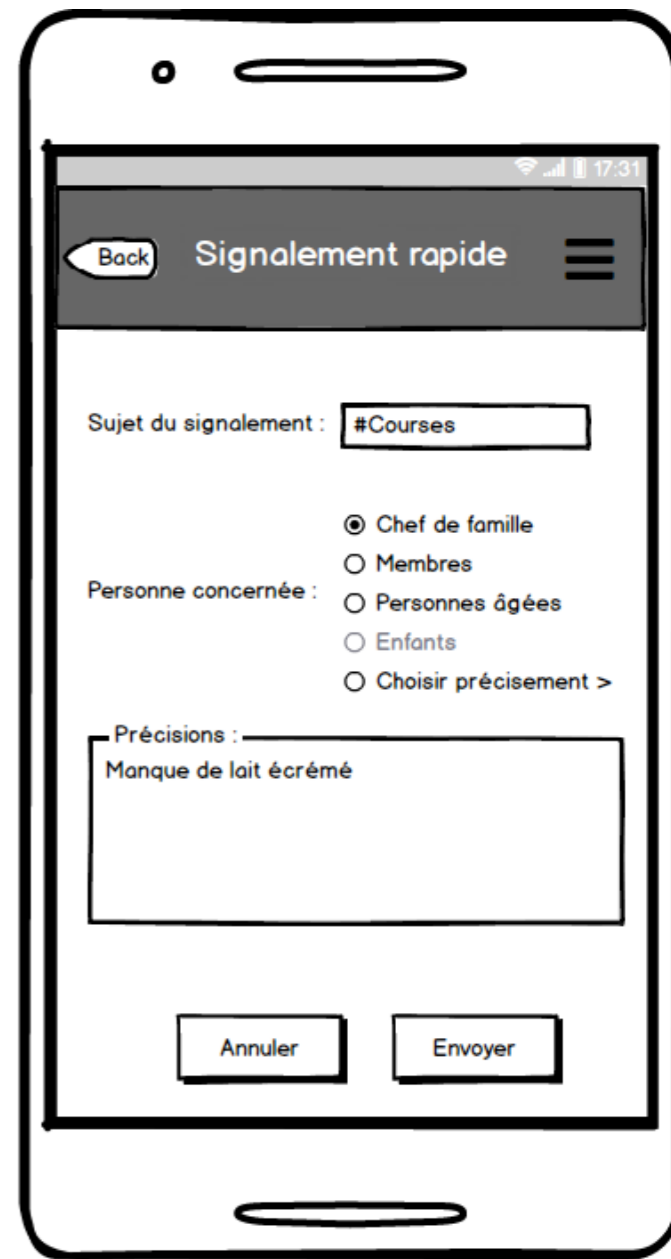 17:31
Back
Signalement rapide
Sujet du signalement :
#Courses
Personne concernée :
Chef de famille
Membres
Personnes âgées
Enfants
Choisir précisement >
Précisions :
Manque de lait écrémé
Annuler
Envoyer